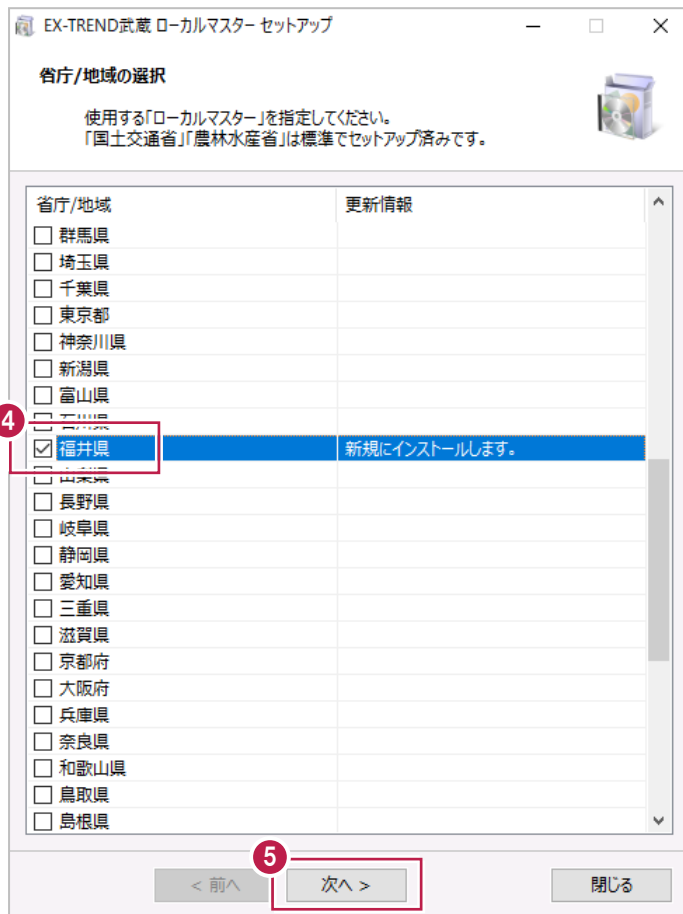 EX-TREND武蔵 ローカルマスター セットアップ
省庁/地域の選択
使用する「ローカルマスター」を指定してください。
「国土交通省」「農林水産省」は標準でセットアップ済みです。
省庁/地域 更新情報
群馬県
埼玉県
千葉県
東京都
神奈川県
新潟県
富山県
4
石川県
福井県 新規にインストールします。
山梨県
長野県
岐阜県
静岡県
愛知県
三重県
滋賀県
京都府
大阪府
兵庫県
奈良県
和歌山県
鳥取県
島根県
5
< 前へ 次へ > 閉じる